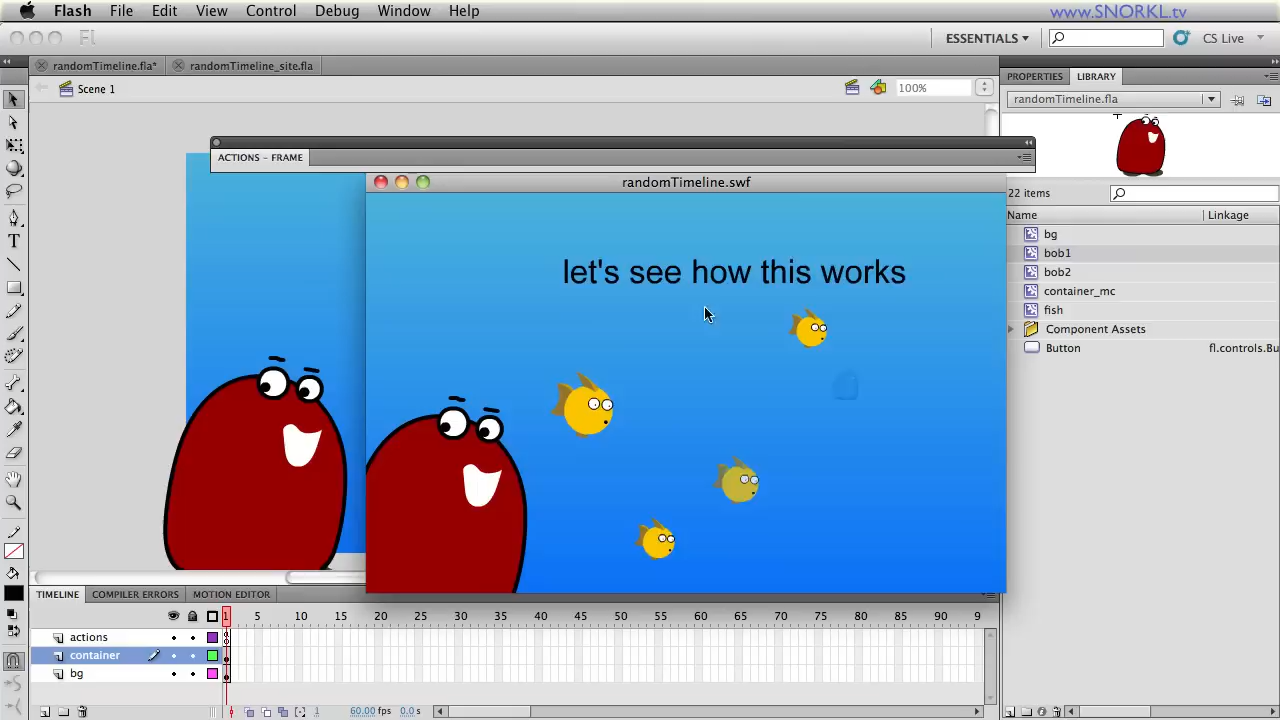 Flash File Edit View Control Debug Window Help
www.SNORKL.tv
Fl
ESSENTIALS
CS Live
randomTimeline.fla*
randomTimeline_site.fla
PROPERTIES
LIBRARY
Scene 1
100%
randomTimeline.fla
ACTIONS - FRAME
randomTimeline.swf
let's see how this works
22 items
Name
Linkage
bg
bob1
bob2
container_mc
fish
Component Assets
Button
fl.controls.Bu
TIMELINE
COMPILER ERRORS
MOTION EDITOR
1 5 10 15 20 25 30 35 40 45 50 55 60 65 70 75 80 85 90 9
actions
container
bg
1
60.00 fps
0.0 s